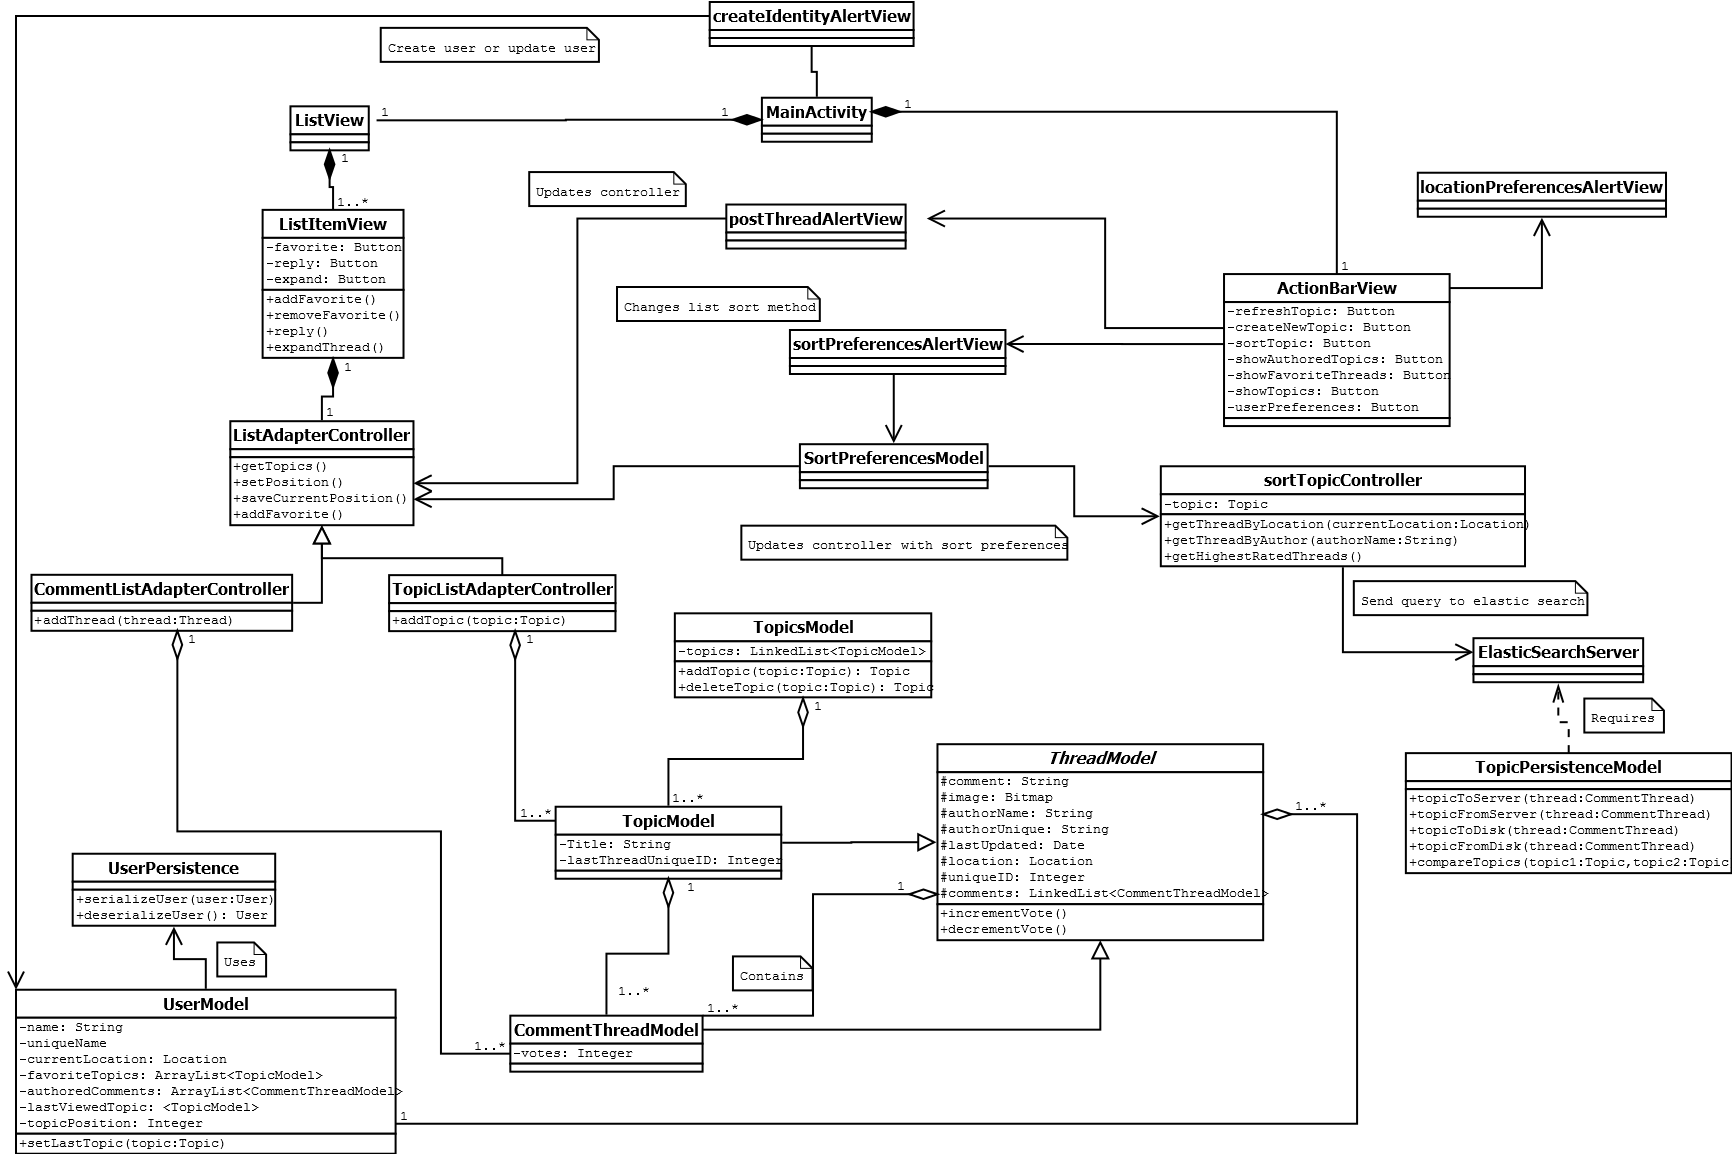 createIdentityAlertView
Create user or update user
MainActivity
1
1
1
ListView
1
1..*
ListItemView
-favorite: Button
-reply: Button
-expand: Button
+addFavorite()
+removeFavorite()
+reply()
+expandThread()
1
1
Updates controller
postThreadAlertView
locationPreferencesAlertView
1
ActionBarView
-refreshTopic: Button
-createNewTopic: Button
-sortTopic: Button
-showAuthoredTopics: Button
-showFavoriteThreads: Button
-showTopics: Button
-userPreferences: Button
Changes list sort method
sortPreferencesAlertView
ListAdapterController
+getTopics()
+setPosition()
+saveCurrentPosition()
+addFavorite()
SortPreferencesModel
Updates controller with sort preferences
sortTopicController
-topic: Topic
+getThreadByLocation(currentLocation:Location)
+getThreadByAuthor(authorName:String)
+getHighestRatedThreads()
Send query to elastic search
ElasticSearchServer
Requires
CommentListAdapterController
+addThread(thread:Thread)
1
TopicListAdapterController
+addTopic(topic:Topic)
1
TopicsModel
-topics: LinkedList<TopicModel>
+addTopic(topic:Topic): Topic
+deleteTopic(topic:Topic): Topic
1
1..*
1..*
TopicModel
-Title: String
-lastThreadUniqueID: Integer
1
ThreadModel
#comment: String
#image: Bitmap
#authorName: String
#authorUnique: String
#lastUpdated: Date
#location: Location
#uniqueID: Integer
#comments: LinkedList<CommentThreadModel>
+incrementVote()
+decrementVote()
1..*
1
TopicPersistenceModel
+topicToServer(thread:CommentThread)
+topicFromServer(thread:CommentThread)
+topicToDisk(thread:CommentThread)
+topicFromDisk(thread:CommentThread)
+compareTopics(topic1:Topic,topic2:Topic
UserPersistence
+serializeUser(user:User)
+deserializeUser(): User
Uses
Contains
1..*
1..*
CommentThreadModel
-votes: Integer
1..*
UserModel
-name: String
-uniqueName
-currentLocation: Location
-favoriteTopics: ArrayList<TopicModel>
-authoredComments: ArrayList<CommentThreadModel>
-lastViewedTopic: <TopicModel>
-topicPosition: Integer
+setLastTopic(topic:Topic)
1